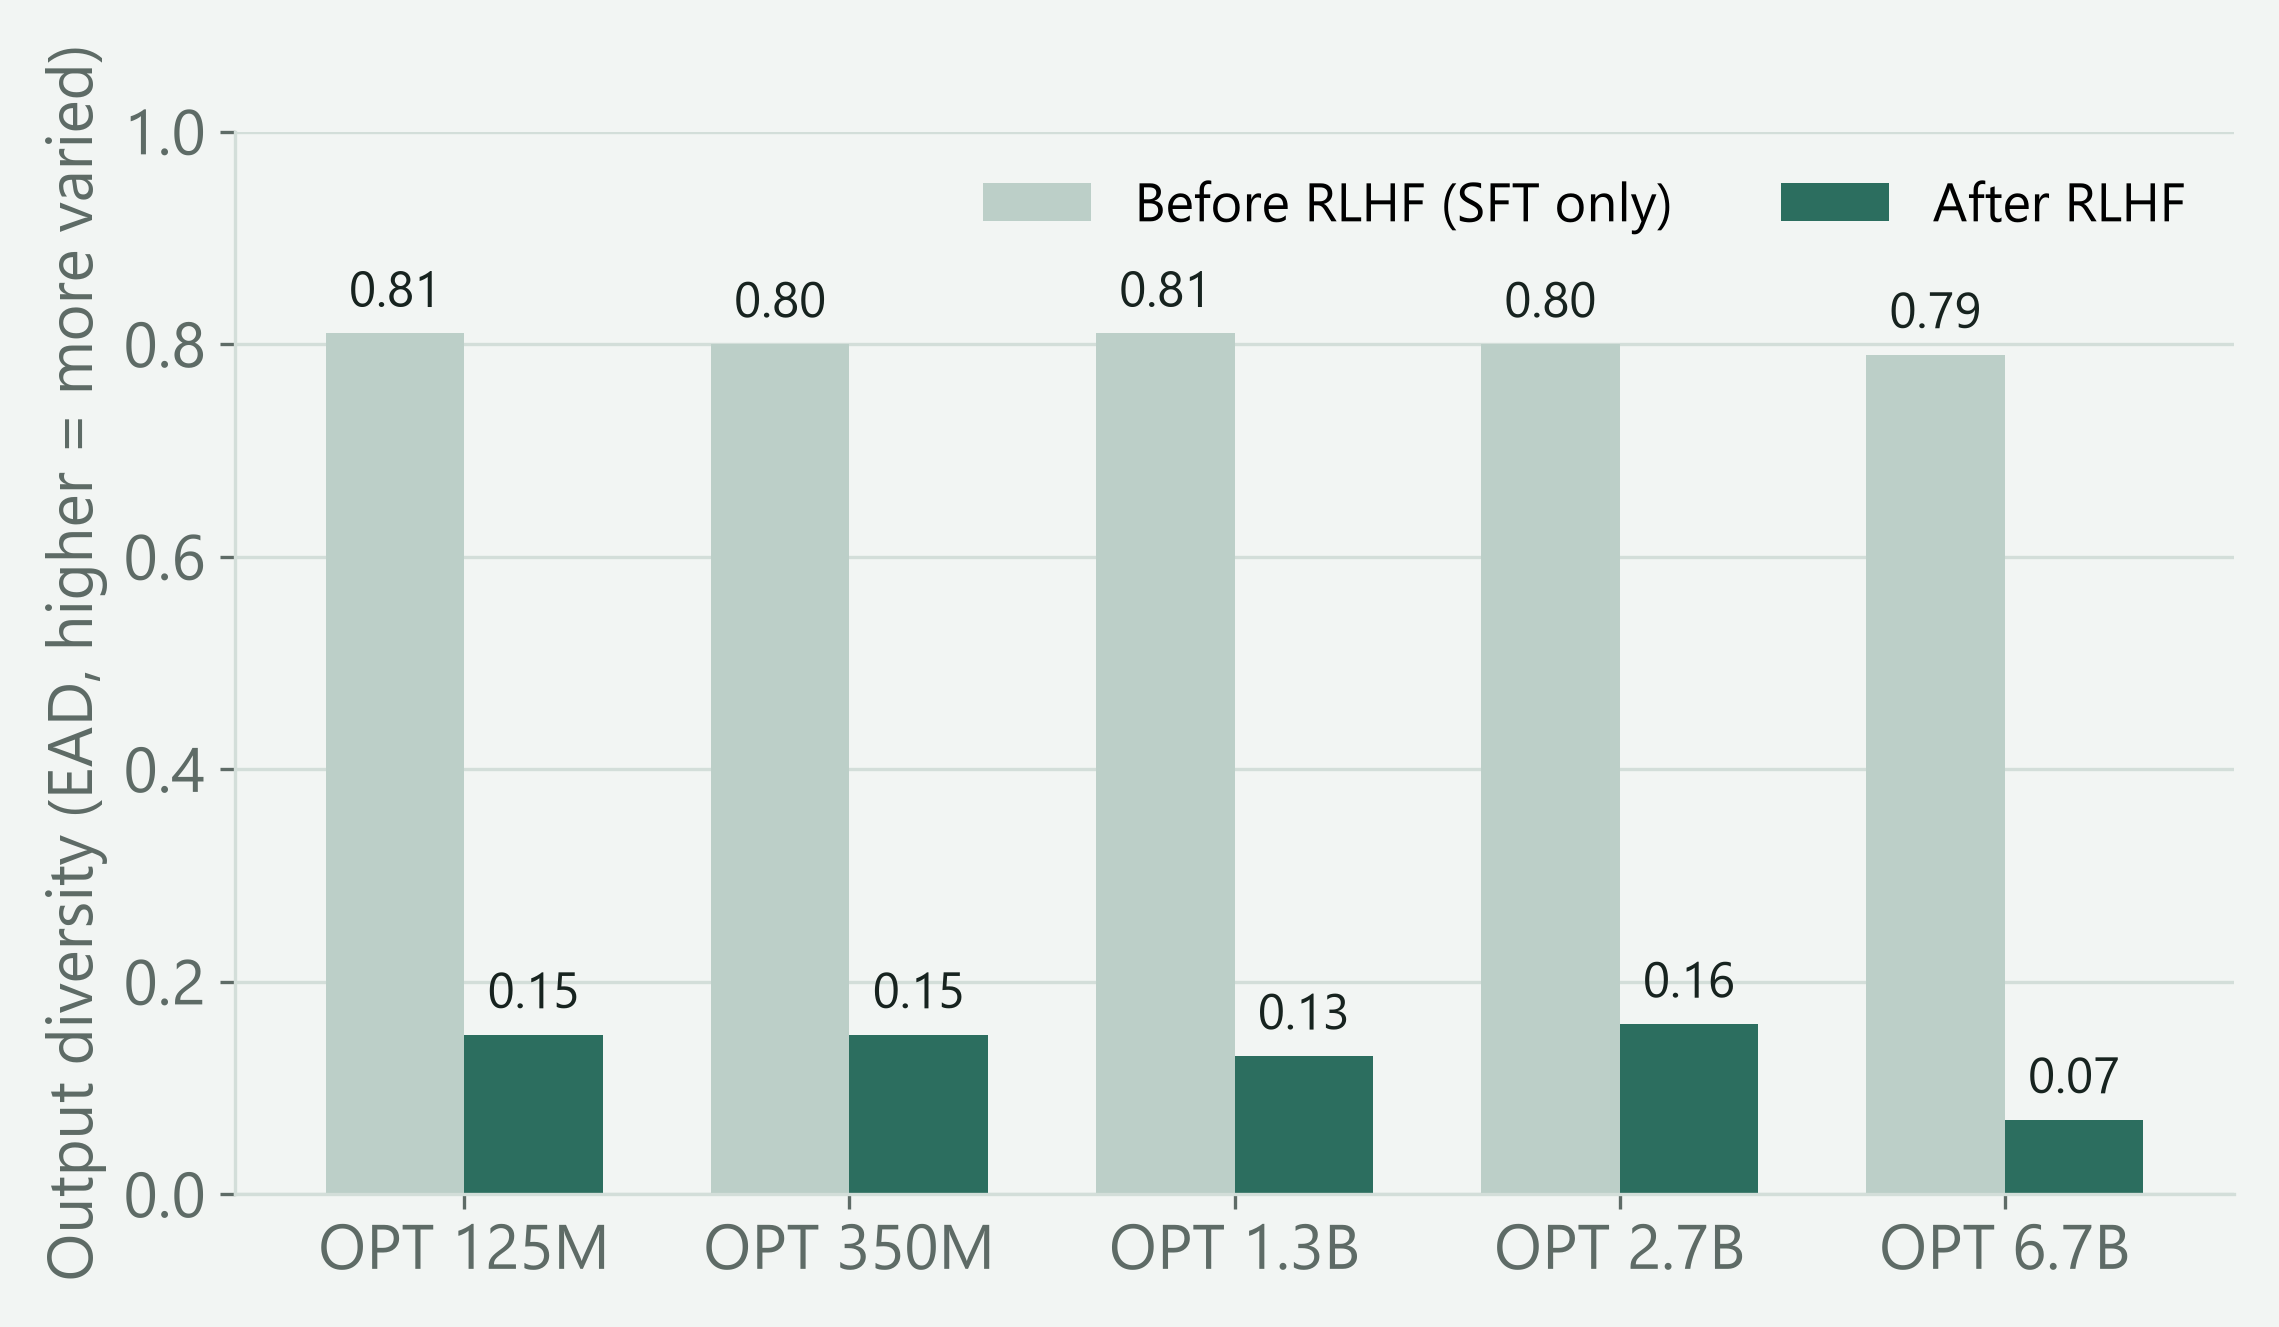 Output diversity (EAD, higher = more varied)
1.0
0.8
0.6
0.4
0.2
0.0
Before RLHF (SFT only)
After RLHF
0.81
0.15
0.80
0.15
0.81
0.13
0.80
0.16
0.79
0.07
OPT 125M
OPT 350M
OPT 1.3B
OPT 2.7B
OPT 6.7B